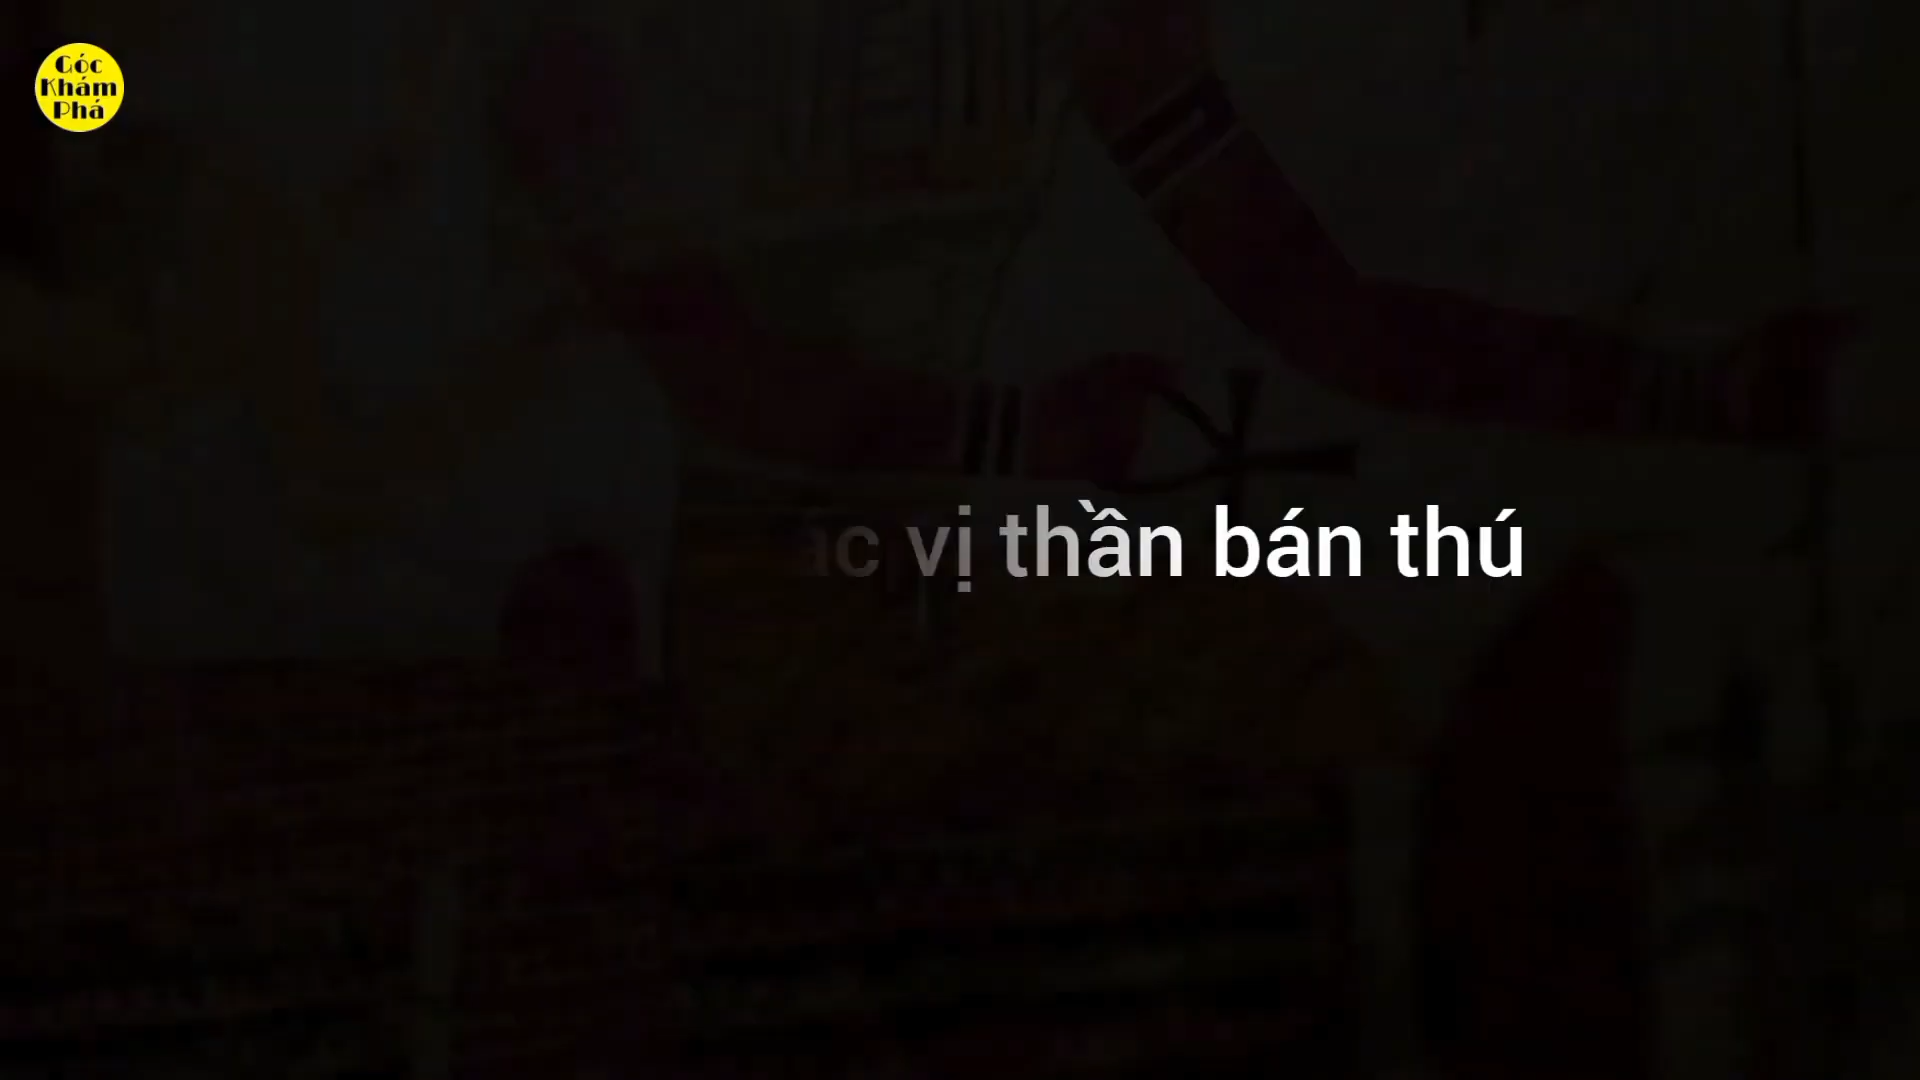 Góc
Khám
Phá
vị thần bán thú